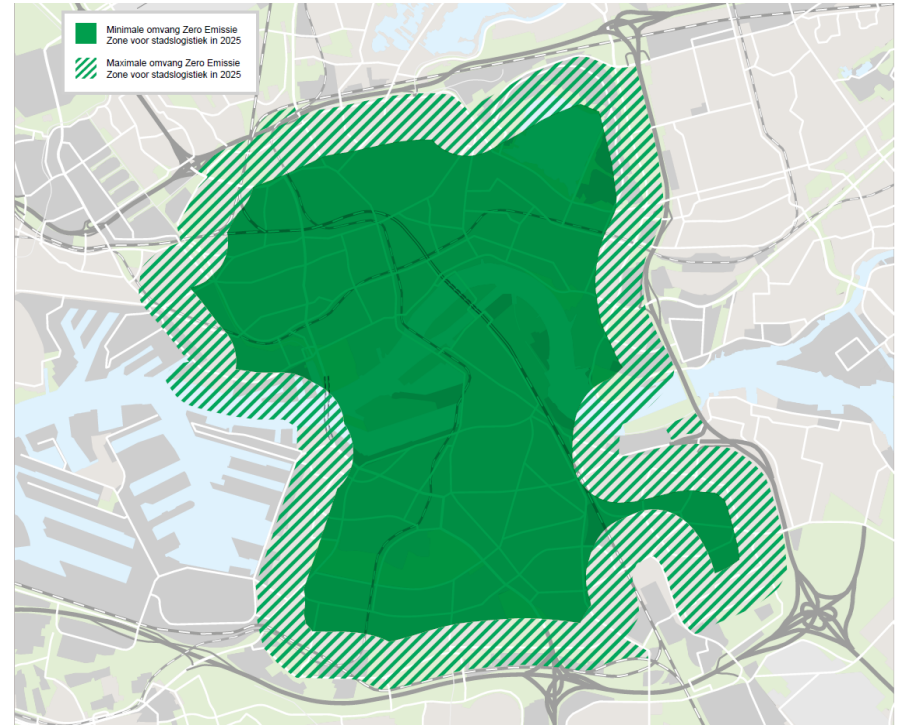 Minimale omvang Zero Emissie
Zone voor stadslogistiek in 2025
Maximale omvang Zero Emissie
Zone voor stadslogistiek in 2025